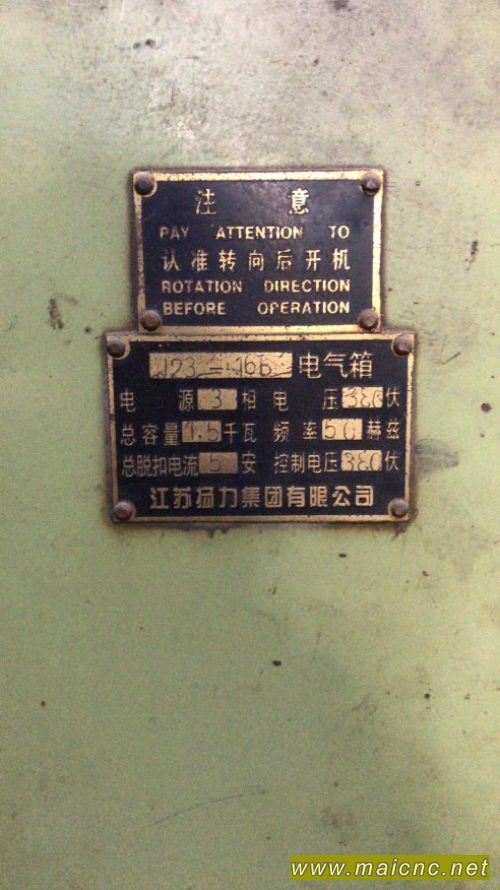 注 意
PAY ATTENTION TO
认准转向后开机
ROTATION DIRECTION
BEFORE OPERATION
J23-16B 电气箱
电 源 3 相 电 压 380 伏
总容量 1.5 千瓦 频 率 50 赫兹
总脱扣电流 5 安 控制电压 380 伏
江苏扬力集团有限公司
www.maicnc.net